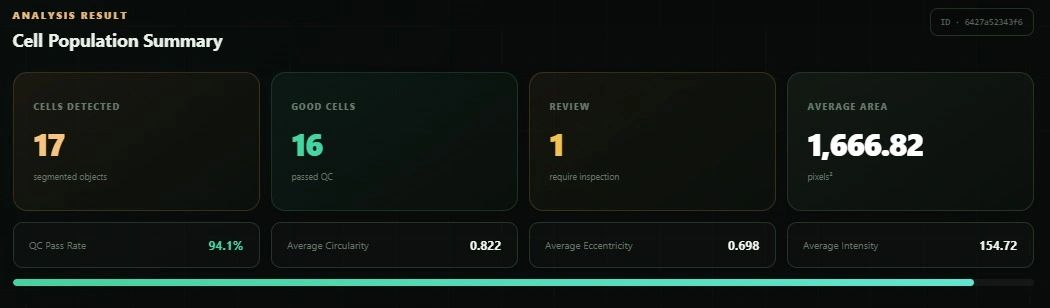 ANALYSIS RESULT
Cell Population Summary
ID · 6427a52343f6
CELLS DETECTED
17
segmented objects
GOOD CELLS
16
passed QC
REVIEW
1
require inspection
AVERAGE AREA
1,666.82
pixels²
QC Pass Rate 94.1%
Average Circularity 0.822
Average Eccentricity 0.698
Average Intensity 154.72